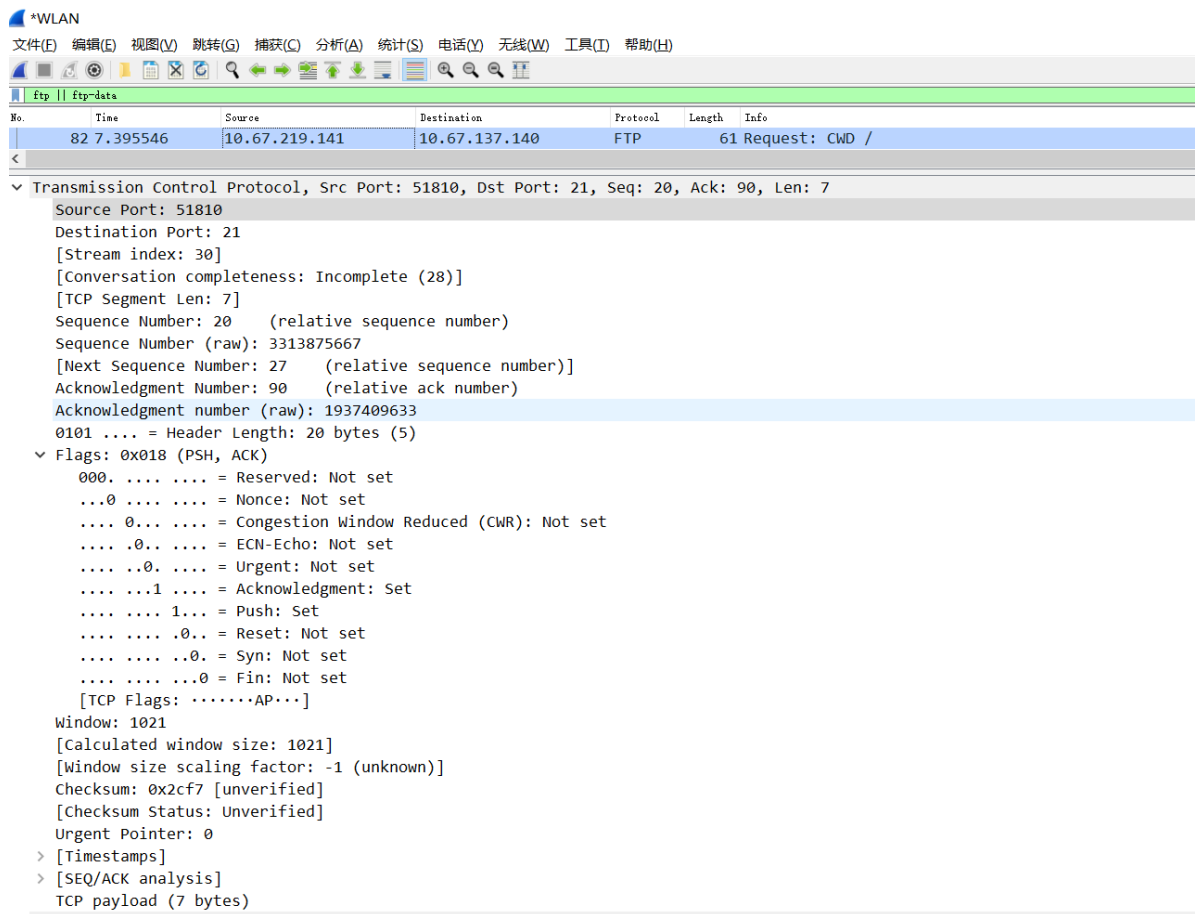 *WLAN
文件(F) 编辑(E) 视图(V) 跳转(G) 捕获(C) 分析(A) 统计(S) 电话(Y) 无线(W) 工具(T) 帮助(H)
ftp || ftp-data
No. Time Source Destination Protocol Length Info
82 7.395546 10.67.219.141 10.67.137.140 FTP 61 Request: CWD /
Transmission Control Protocol, Src Port: 51810, Dst Port: 21, Seq: 20, Ack: 90, Len: 7
Source Port: 51810
Destination Port: 21
[Stream index: 30]
[Conversation completeness: Incomplete (28)]
[TCP Segment Len: 7]
Sequence Number: 20 (relative sequence number)
Sequence Number (raw): 3313875667
[Next Sequence Number: 27 (relative sequence number)]
Acknowledgment Number: 90 (relative ack number)
Acknowledgment number (raw): 1937409633
0101 .... = Header Length: 20 bytes (5)
Flags: 0x018 (PSH, ACK)
000. .... .... = Reserved: Not set
...0 .... .... = Nonce: Not set
.... 0... .... = Congestion Window Reduced (CWR): Not set
.... .0.. .... = ECN-Echo: Not set
.... ..0. .... = Urgent: Not set
.... ...1 .... = Acknowledgment: Set
.... .... 1... = Push: Set
.... .... .0.. = Reset: Not set
.... .... ..0. = Syn: Not set
.... .... ...0 = Fin: Not set
[TCP Flags: ·······AP···]
Window: 1021
[Calculated window size: 1021]
[Window size scaling factor: -1 (unknown)]
Checksum: 0x2cf7 [unverified]
[Checksum Status: Unverified]
Urgent Pointer: 0
[Timestamps]
[SEQ/ACK analysis]
TCP payload (7 bytes)